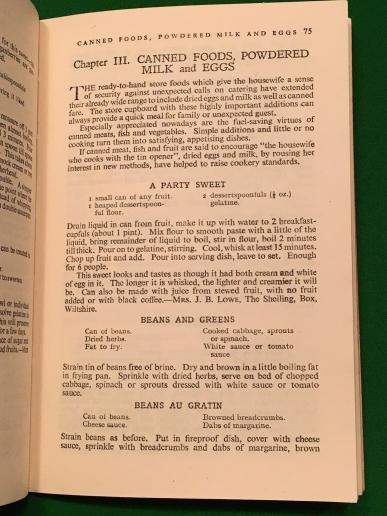 CANNED FOODS, POWDERED MILK AND EGGS 75
Chapter III. CANNED FOODS, POWDERED
MILK and EGGS
THE ready-to-hand store foods which give the housewife a sense
of security against unexpected calls on catering have extended
their already wide range to include dried eggs and milk as well as canned
fare. The store cupboard with these highly important additions can
always provide a quick meal for family or unexpected guest.
Especially appreciated nowadays are the fuel-saving virtues of
canned meats, fish and vegetables. Simple additions and little or no
cooking turn them into satisfying, appetising dishes.
If canned meat, fish and fruit are said to encourage "the housewife
who cooks with the tin opener", dried eggs and milk, by rousing her
interest in new methods, have helped to raise cookery standards.
A PARTY SWEET
1 small can of any fruit.
1 heaped dessertspoon-
ful flour.
2 dessertspoonfuls (½ oz.)
gelatine.
Drain liquid in can from fruit, make it up with water to 2 breakfast-
cupfuls (about 1 pint). Mix flour to smooth paste with a little of the
liquid, bring remainder of liquid to boil, stir in flour, boil 2 minutes
till thick. Pour on to gelatine, stirring. Cool, whisk at least 15 minutes.
Chop up fruit and add. Pour into serving dish, leave to set. Enough
for 6 people.
This sweet looks and tastes as though it had both cream and white
of egg in it. The longer it is whisked, the lighter and creamier it will
be. Can also be made with juice from stewed fruit, with no fruit
added or with black coffee.—MRS. J. B. LOWE, The Sheiling, Box,
Wiltshire.
BEANS AND GREENS
Can of beans.
Dried herbs.
Fat to fry.
Cooked cabbage, sprouts
or spinach.
White sauce or tomato
sauce
Strain tin of beans free of brine. Dry and brown in a little boiling fat
in frying pan. Sprinkle with dried herbs, serve on bed of chopped
cabbage, spinach or sprouts dressed with white sauce or tomato
sauce.
BEANS AU GRATIN
Can of beans.
Cheese sauce.
Browned breadcrumbs.
Dabs of margarine.
Strain beans as before. Put in fireproof dish, cover with cheese
sauce, sprinkle with breadcrumbs and dabs of margarine, brown